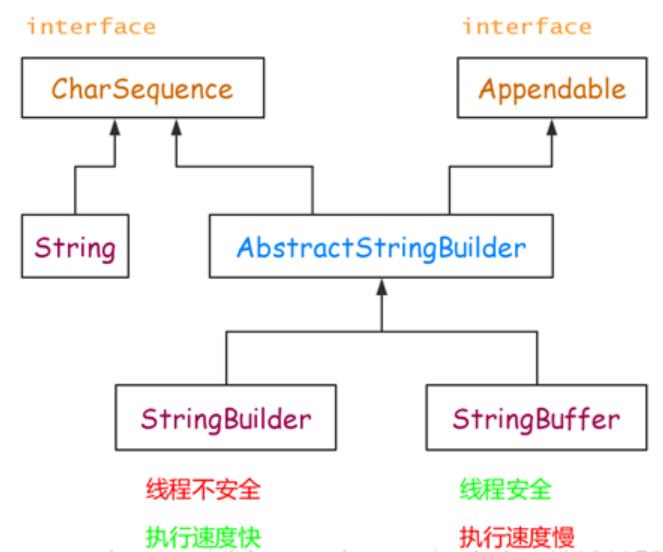 interface
interface
CharSequence
Appendable
String
AbstractStringBuilder
StringBuilder
StringBuffer
线程不安全
线程安全
执行速度快
执行速度慢